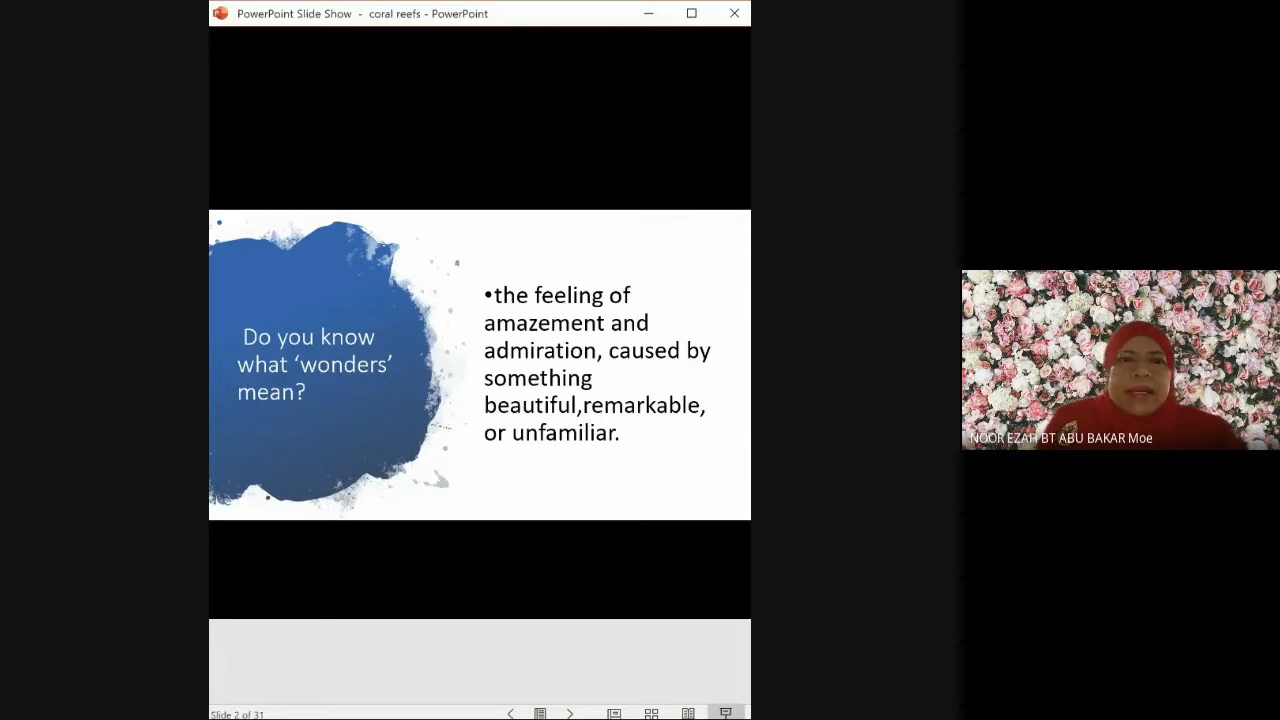 PowerPoint Slide Show - coral reefs - PowerPoint
Do you know
what ‘wonders’
mean?
•the feeling of
amazement and
admiration, caused by
something
beautiful,remarkable,
or unfamiliar.
NOOR EZAH BT ABU BAKAR Moe
Slide 2 of 31